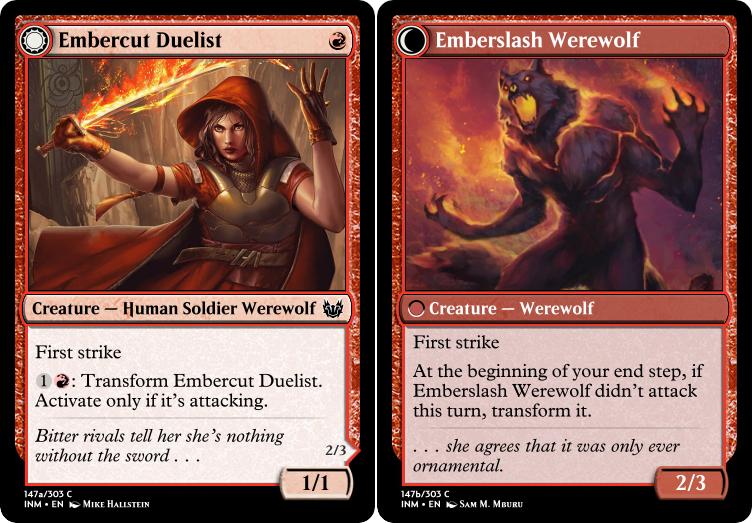 Embercut Duelist
Creature — Human Soldier Werewolf
First strike
1 R: Transform Embercut Duelist.
Activate only if it's attacking.
Bitter rivals tell her she's nothing
without the sword . . .
2/3
1/1
147a/303 C
INM • EN Mike Hallstein
Emberslash Werewolf
Creature — Werewolf
First strike
At the beginning of your end step, if
Emberslash Werewolf didn't attack
this turn, transform it.
. . . she agrees that it was only ever
ornamental.
2/3
147b/303 C
INM • EN Sam M. Mburu